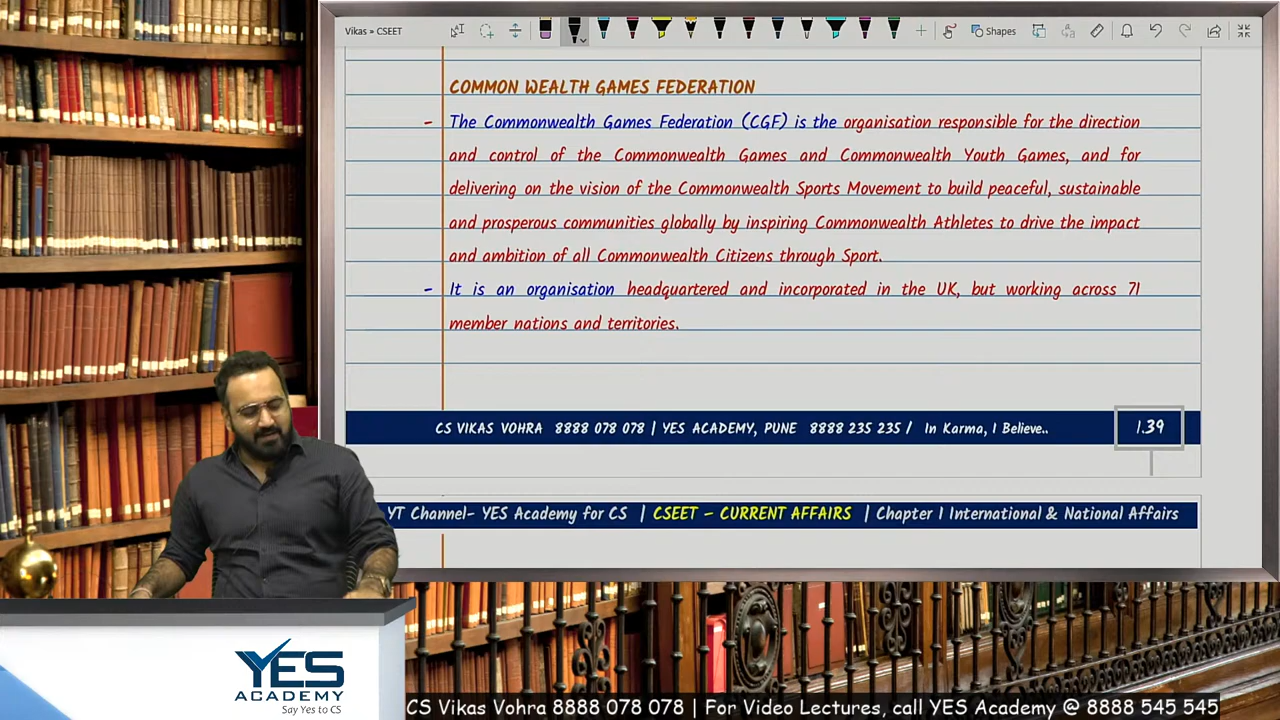 Vikas » CSEET
Shapes
COMMON WEALTH GAMES FEDERATION
- The Commonwealth Games Federation (CGF) is the organisation responsible for the direction
and control of the Commonwealth Games and Commonwealth Youth Games, and for
delivering on the vision of the Commonwealth Sports Movement to build peaceful, sustainable
and prosperous communities globally by inspiring Commonwealth Athletes to drive the impact
and ambition of all Commonwealth Citizens through Sport.
- It is an organisation headquartered and incorporated in the UK, but working across 71
member nations and territories.
CS VIKAS VOHRA 8888 078 078 | YES ACADEMY, PUNE 8888 235 235 / In Karma, I Believe..
1.39
YT Channel- YES Academy for CS | CSEET – CURRENT AFFAIRS | Chapter 1 International & National Affairs
YES
ACADEMY
Say Yes to CS
CS Vikas Vohra 8888 078 078 | For Video Lectures, call YES Academy @ 8888 545 545